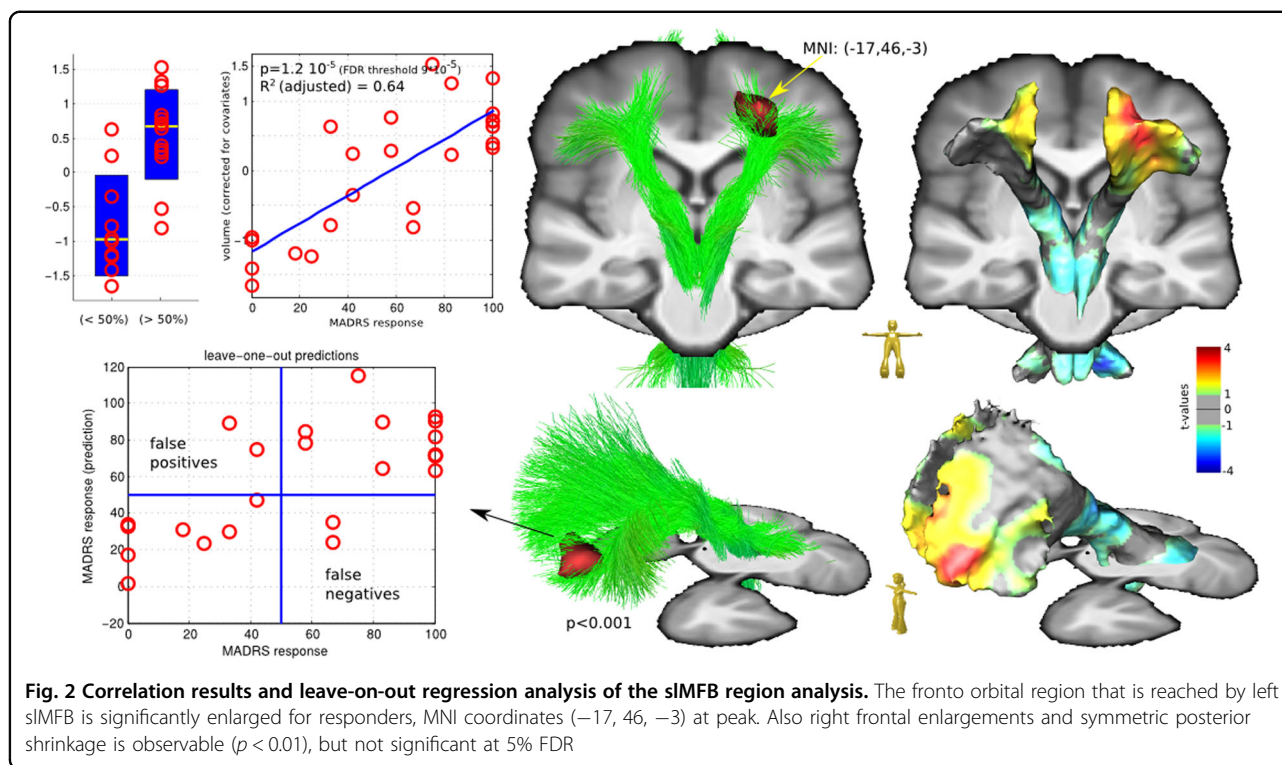 1.5
1
0.5
0
−0.5
−1
−1.5
(< 50%) (> 50%)
p=1.2 10⁻⁵ (FDR threshold 9*10⁻⁵)
R² (adjusted) = 0.64
volume (corrected for covariates)
1.5
1
0
−
0 20 40 60 80 100
MADRS response
MNI: (-17,46,-3)
leave−one−out predictions
MADRS response (prediction)
120
100
80
60
40
20
0
−20
false
positives
false
negatives
0 20 40 60 80 100
MADRS response
p<0.001
t-values
4
1
0
-1
-4
Fig. 2 Correlation results and leave-on-out regression analysis of the slMFB region analysis. The fronto orbital region that is reached by left
slMFB is significantly enlarged for responders, MNI coordinates (−17, 46, −3) at peak. Also right frontal enlargements and symmetric posterior
shrinkage is observable (p < 0.01), but not significant at 5% FDR